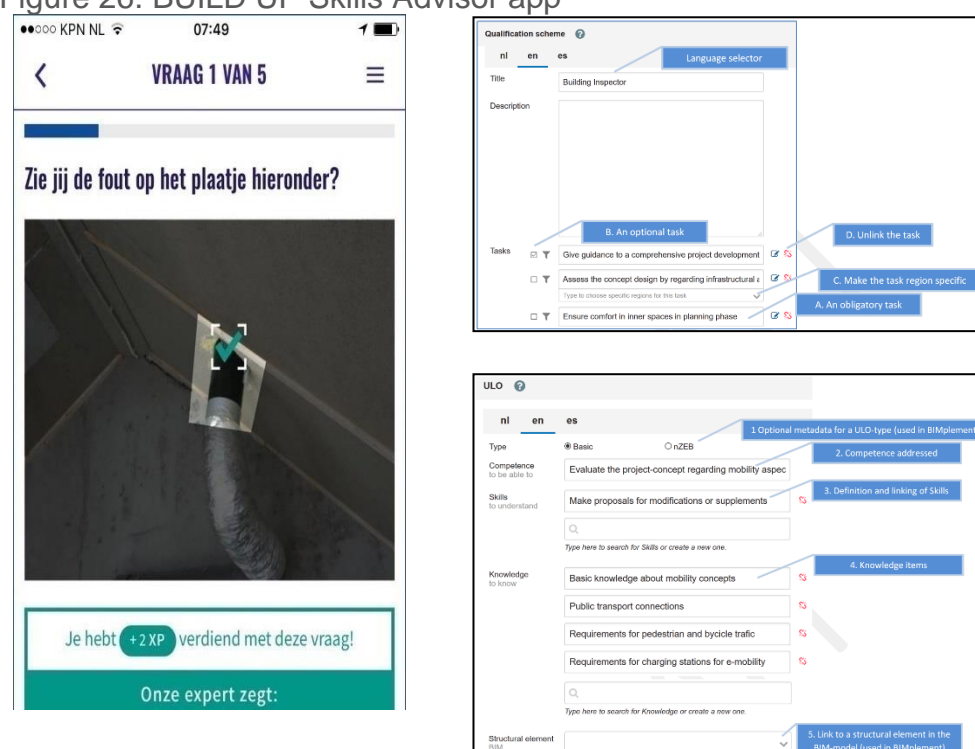 Figure 26: BUILD UP Skills Advisor app
KPN NL 07:49
VRAAG 1 VAN 5
Zie jij de fout op het plaatje hieronder?
Je hebt +2 XP verdiend met deze vraag!
Onze expert zegt:
Qualification scheme
nl en es
Language selector
Title Building Inspector
Description
B. An optional task
D. Unlink the task
Tasks Give guidance to a comprehensive project development
Assess the concept design by regarding infrastructural a
C. Make the task region specific
Type to choose specific regions for this task
A. An obligatory task
Ensure comfort in inner spaces in planning phase
ULO
nl en es
1 Optional metadata for a ULO-type (used in BIMplement
Type Basic nZEB
2. Competence addressed
Competence Evaluate the project-concept regarding mobility aspec
to be able to
3. Definition and linking of Skills
Skills Make proposals for modifications or supplements
to understand
Type here to search for Skills or create a new one.
4. Knowledge items
Knowledge Basic knowledge about mobility concepts
to know
Public transport connections
Requirements for pedestrian and bycicle trafic
Requirements for charging stations for e-mobility
Type here to search for Knowledge or create a new one.
5. Link to a structural element in the
Structural element
BIM-model (used in BIMplement)
BIM